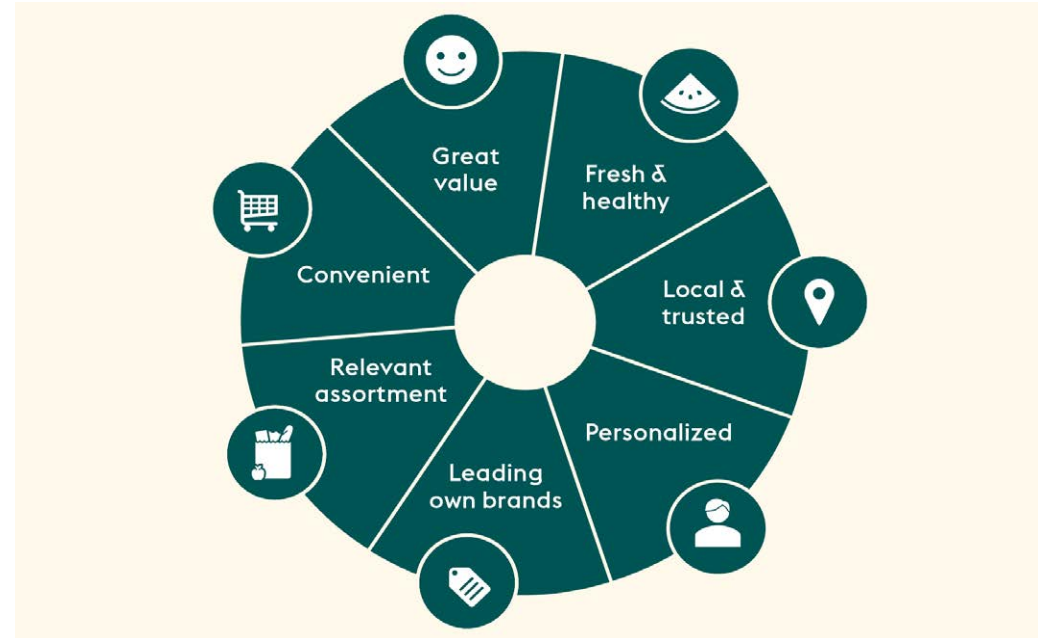 Great
value
Fresh &
healthy
Local &
trusted
Personalized
Leading
own brands
Relevant
assortment
Convenient